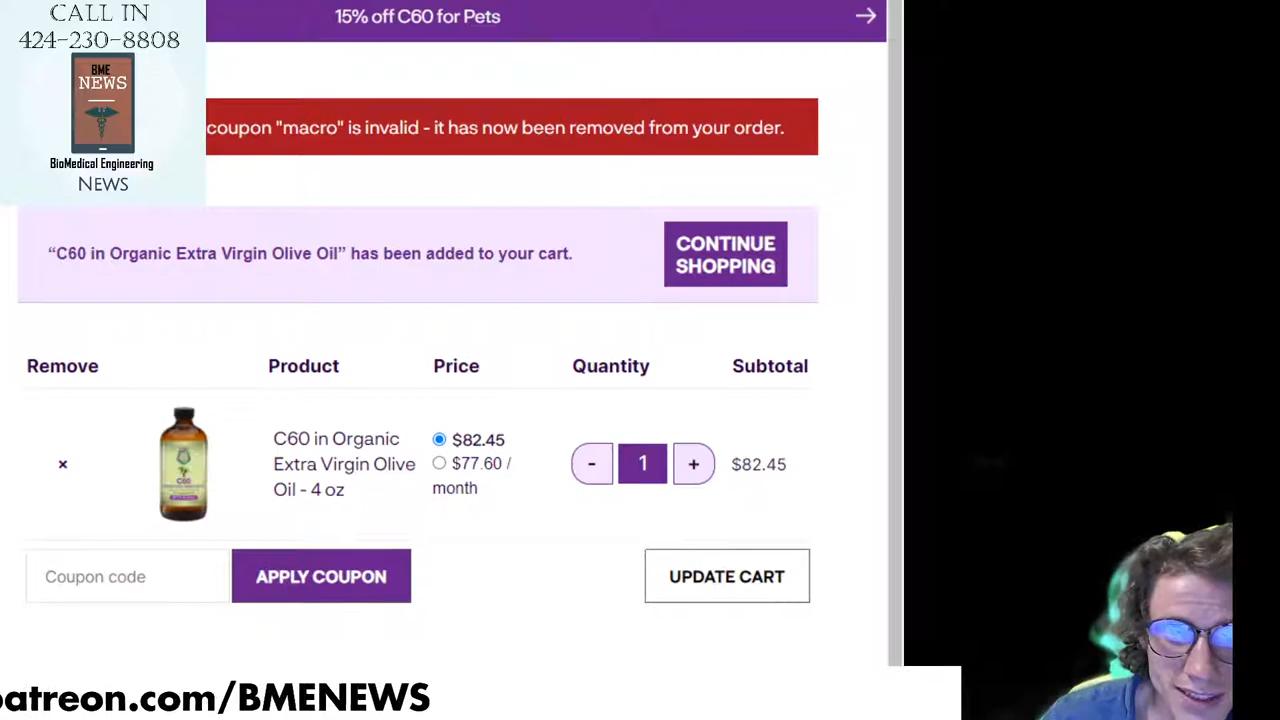 CALL IN
424-230-8808
BME
NEWS
BioMedical Engineering
NEWS
15% off C60 for Pets
coupon "macro" is invalid - it has now been removed from your order.
“C60 in Organic Extra Virgin Olive Oil” has been added to your cart.
CONTINUE
SHOPPING
Remove Product Price Quantity Subtotal
× C60 in Organic
Extra Virgin Olive
Oil - 4 oz
$82.45
$77.60 /
month
- 1 +
$82.45
C60
Coupon code
APPLY COUPON
UPDATE CART
patreon.com/BMENEWS